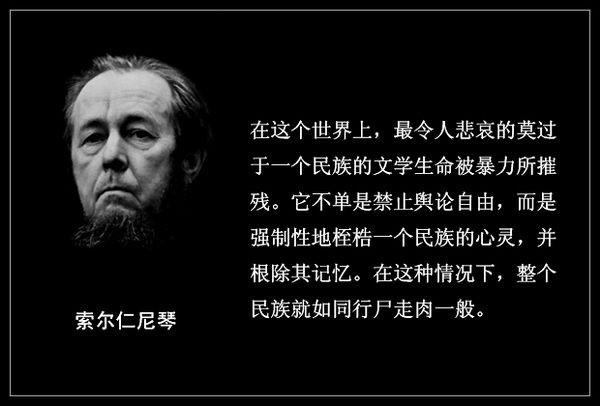 在这个世界上，最令人悲哀的莫过
于一个民族的文学生命被暴力所摧
残。它不单是禁止舆论自由，而是
强制性地桎梏一个民族的心灵，并
根除其记忆。在这种情况下，整个
民族就如同行尸走肉一般。
索尔仁尼琴